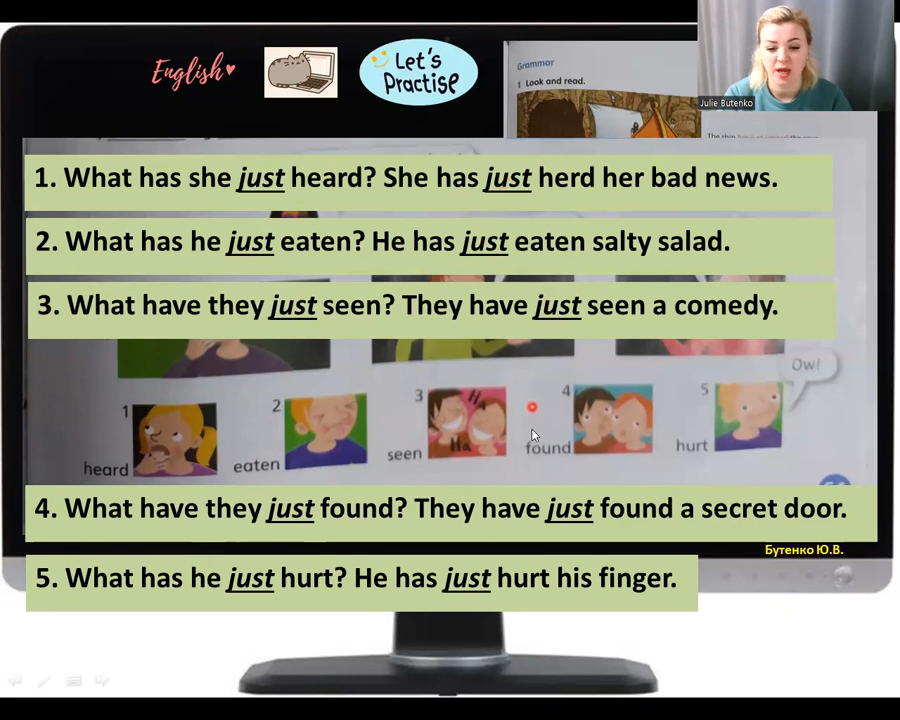 English
Let's
Practise
Grammar
1 Look and read.
Julie Butenko
1. What has she just heard? She has just herd her bad news.
2. What has he just eaten? He has just eaten salty salad.
3. What have they just seen? They have just seen a comedy.
Ow!
1
2
3
4
5
Ha
heard
eaten
seen
found
hurt
4. What have they just found? They have just found a secret door.
Бутенко Ю.В.
5. What has he just hurt? He has just hurt his finger.